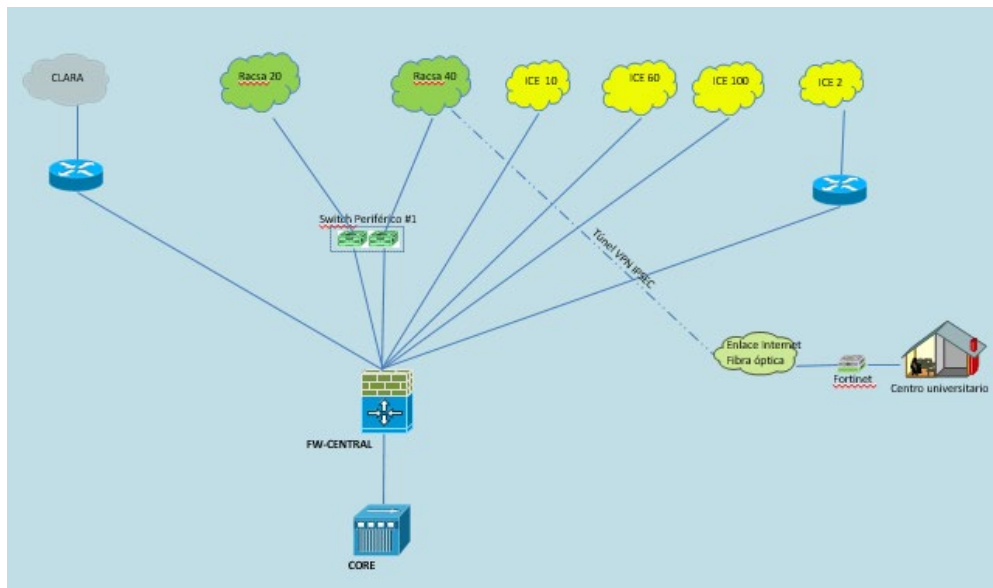 CLARA
Racsa 20
Racsa 40
ICE 10
ICE 60
ICE 100
ICE 2
Switch Periférico #1
Túnel VPN IPSEC
Enlace Internet
Fibra óptica
Fortinet
Centro universitario
FW-CENTRAL
CORE